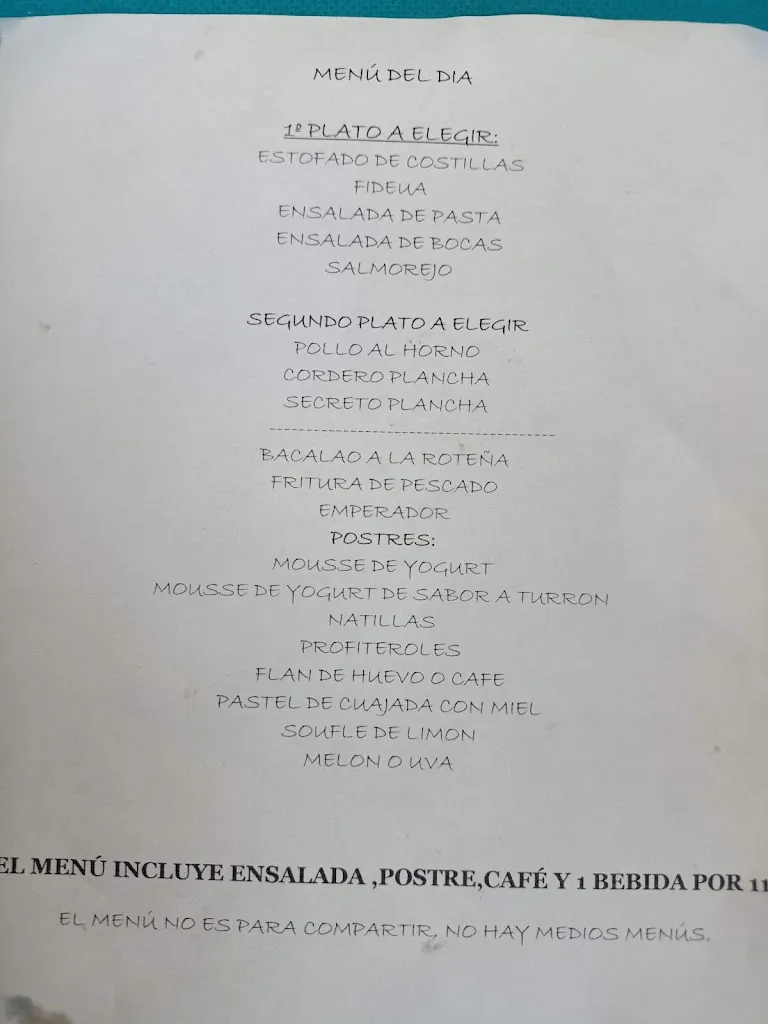 MENÚ DEL DIA
1º PLATO A ELEGIR:
ESTOFADO DE COSTILLAS
FIDEUA
ENSALADA DE PASTA
ENSALADA DE BOCAS
SALMOREJO
SEGUNDO PLATO A ELEGIR
POLLO AL HORNO
CORDERO PLANCHA
SECRETO PLANCHA
--------------------------------------------
BACALAO A LA ROTEÑA
FRITURA DE PESCADO
EMPERADOR
POSTRES:
MOUSSE DE YOGURT
MOUSSE DE YOGURT DE SABOR A TURRON
NATILLAS
PROFITEROLES
FLAN DE HUEVO O CAFE
PASTEL DE CUAJADA CON MIEL
SOUFLE DE LIMON
MELON O UVA
EL MENÚ INCLUYE ENSALADA ,POSTRE,CAFÉ Y 1 BEBIDA POR 11
EL MENÚ NO ES PARA COMPARTIR, NO HAY MEDIOS MENÚS.